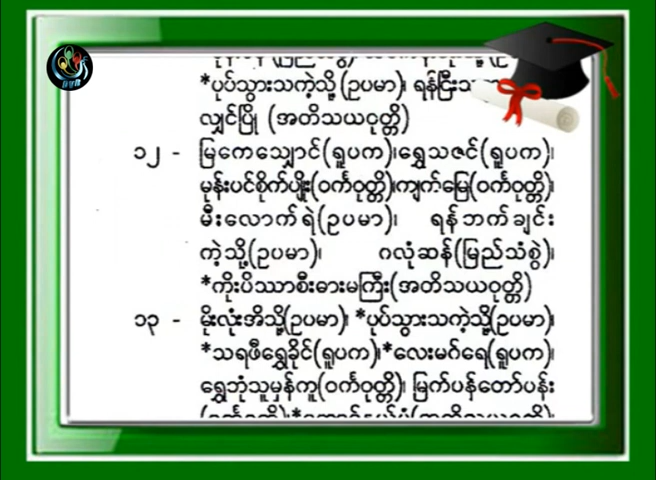 *ပုပ်သွားသကဲ့သို့(ဥပမာ)၊ ရန်ငြီး
လျှင်ပြို (အတိသယဝုတ္တိ)
၁၂ - မြကေသျှောင်(ရူပက)၊ရွှေသဇင်(ရူပက)၊
မုန်းပင်စိုက်ပျိုး(ဝင်္ကဝုတ္တိ)၊ကျက်မြေ(ဝင်္ကဝုတ္တိ)၊
မီးလောက်ရဲ(ဥပမာ)၊ ရန်ဘက်ချင်း
ကဲ့သို့(ဥပမာ)၊ ဂလုံဆန်(မြည်သံစွဲ)၊
*ကိုးပိဿာစီးဓားမကြီး(အတိသယဝုတ္တိ)
၁၃ - မိုးလုံးအိသို့(ဥပမာ)၊ *ပုပ်သွားသကဲ့သို့(ဥပမာ)၊
*သရဖီရွှေခိုင်(ရူပက)၊*လေးမဂ်ရေ(ရူပက)၊
ရွှေဘုံသူမှန်ကူ(ဝင်္ကဝုတ္တိ)၊ မြက်ပန်တော်ပန်း